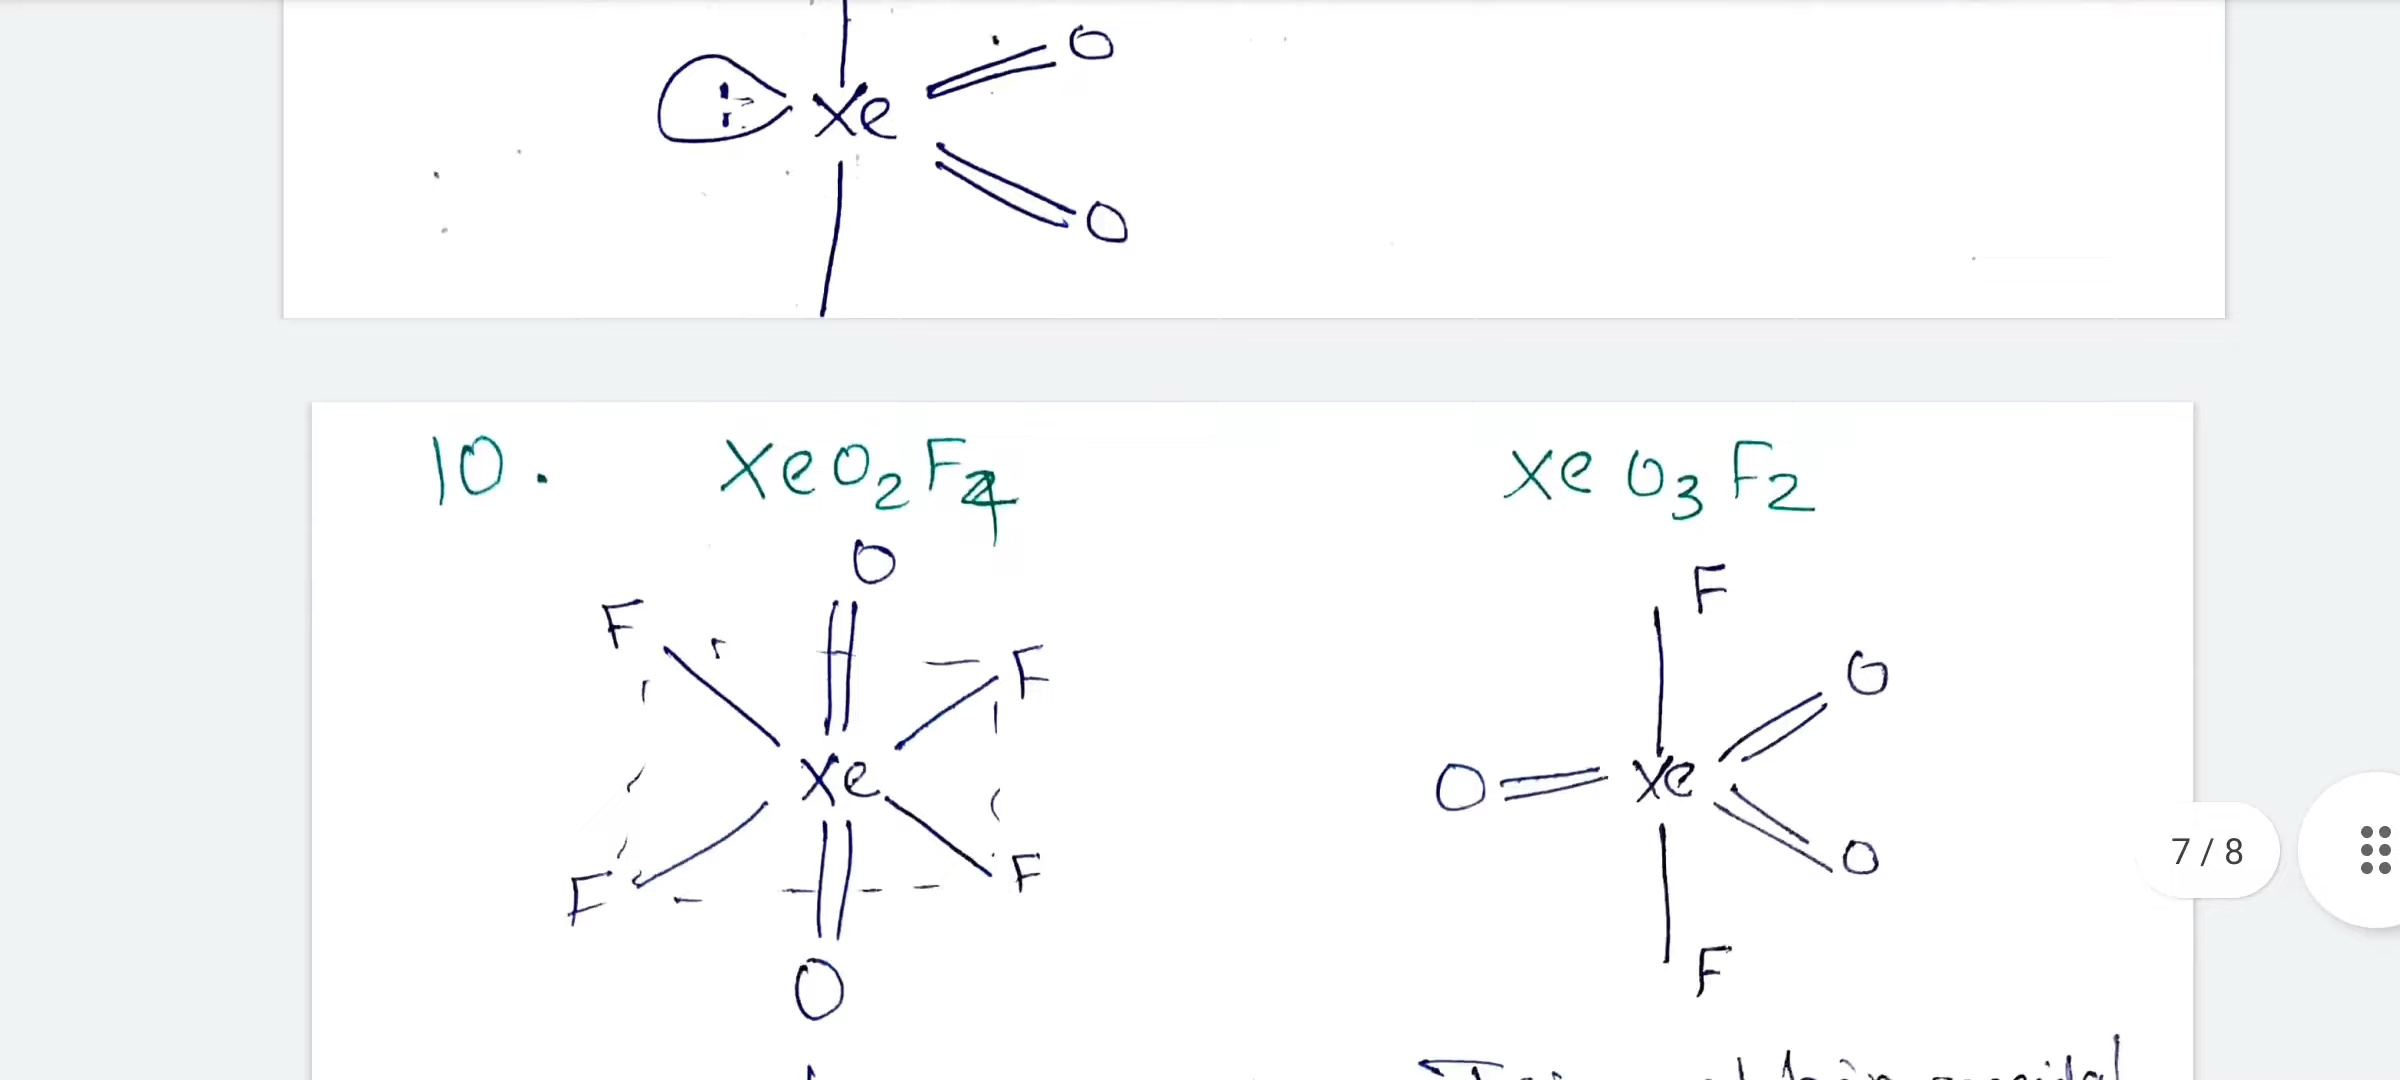 O
Xe
O
10. XeO₂F₄ XeO₃F₂
O F
F F O
Xe O Xe
F F O
O F
7 / 8